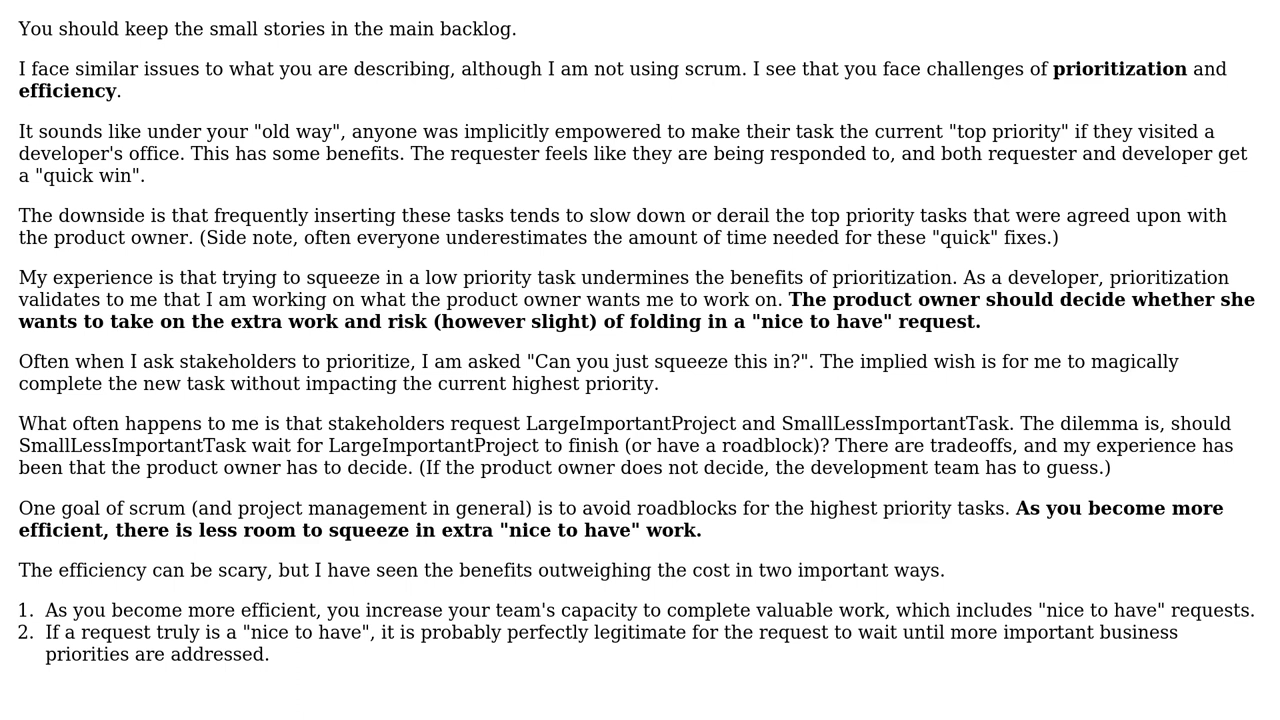 You should keep the small stories in the main backlog.
I face similar issues to what you are describing, although I am not using scrum. I see that you face challenges of prioritization and
efficiency.
It sounds like under your "old way", anyone was implicitly empowered to make their task the current "top priority" if they visited a
developer's office. This has some benefits. The requester feels like they are being responded to, and both requester and developer get
a "quick win".
The downside is that frequently inserting these tasks tends to slow down or derail the top priority tasks that were agreed upon with
the product owner. (Side note, often everyone underestimates the amount of time needed for these "quick" fixes.)
My experience is that trying to squeeze in a low priority task undermines the benefits of prioritization. As a developer, prioritization
validates to me that I am working on what the product owner wants me to work on. The product owner should decide whether she
wants to take on the extra work and risk (however slight) of folding in a "nice to have" request.
Often when I ask stakeholders to prioritize, I am asked "Can you just squeeze this in?". The implied wish is for me to magically
complete the new task without impacting the current highest priority.
What often happens to me is that stakeholders request LargeImportantProject and SmallLessImportantTask. The dilemma is, should
SmallLessImportantTask wait for LargeImportantProject to finish (or have a roadblock)? There are tradeoffs, and my experience has
been that the product owner has to decide. (If the product owner does not decide, the development team has to guess.)
One goal of scrum (and project management in general) is to avoid roadblocks for the highest priority tasks. As you become more
efficient, there is less room to squeeze in extra "nice to have" work.
The efficiency can be scary, but I have seen the benefits outweighing the cost in two important ways.
1. As you become more efficient, you increase your team's capacity to complete valuable work, which includes "nice to have" requests.
2. If a request truly is a "nice to have", it is probably perfectly legitimate for the request to wait until more important business
priorities are addressed.